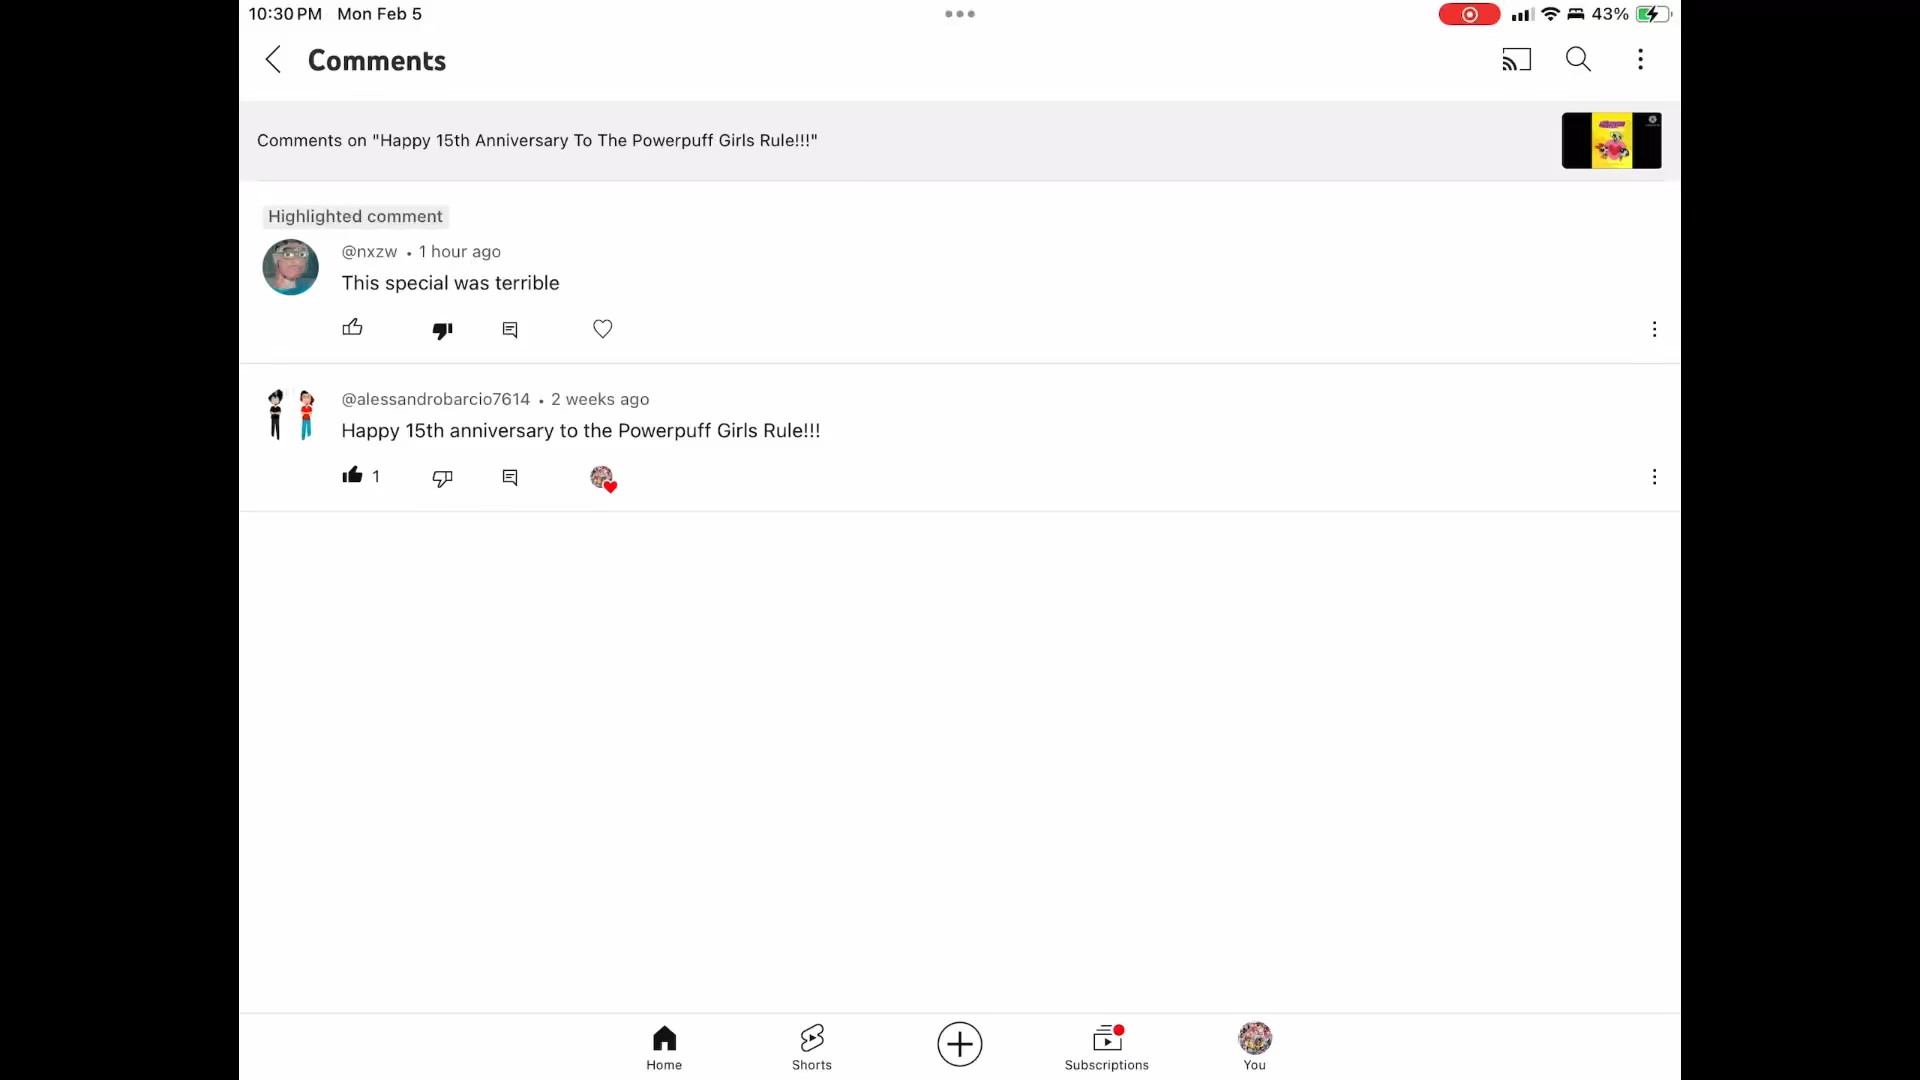 10:30 PM Mon Feb 5
43%
Comments
Comments on "Happy 15th Anniversary To The Powerpuff Girls Rule!!!"
Highlighted comment
@nxzw • 1 hour ago
This special was terrible
@alessandrobarcio7614 • 2 weeks ago
Happy 15th anniversary to the Powerpuff Girls Rule!!!
1
Home
Shorts
Subscriptions
You